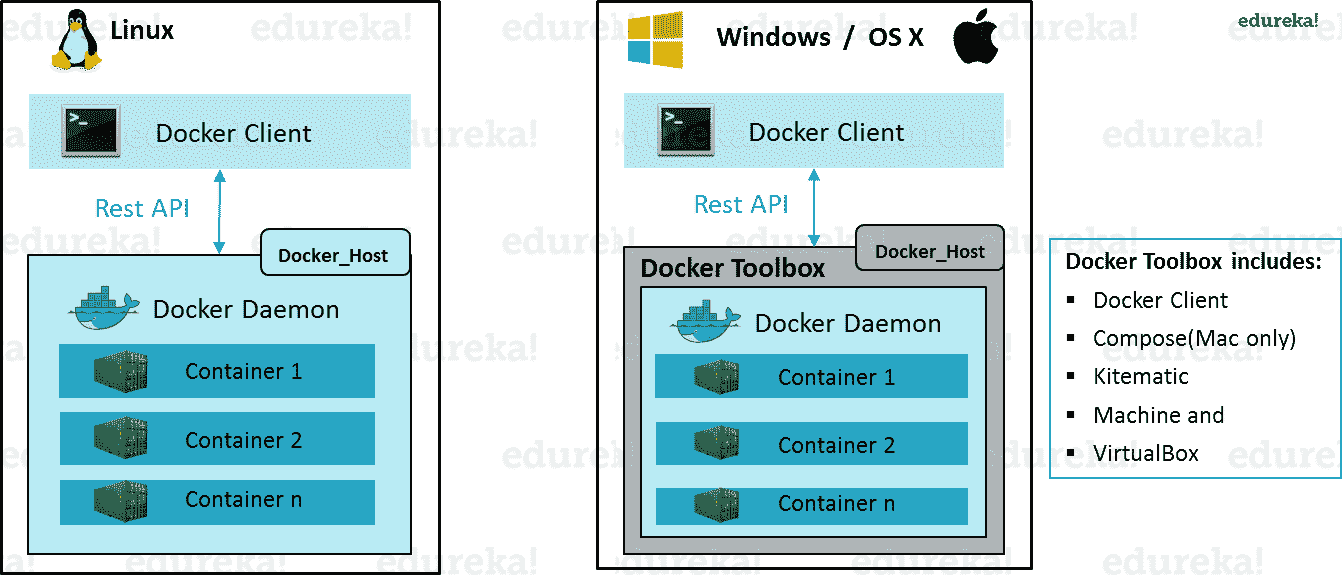 Linux
Docker Client
Rest API
Docker_Host
Docker Daemon
Container 1
Container 2
Container n
Windows / OS X
Docker Client
Rest API
Docker_Host
Docker Toolbox
Docker Daemon
Container 1
Container 2
Container n
edureka!
Docker Toolbox includes:
▪ Docker Client
▪ Compose(Mac only)
▪ Kitematic
▪ Machine and
▪ VirtualBox